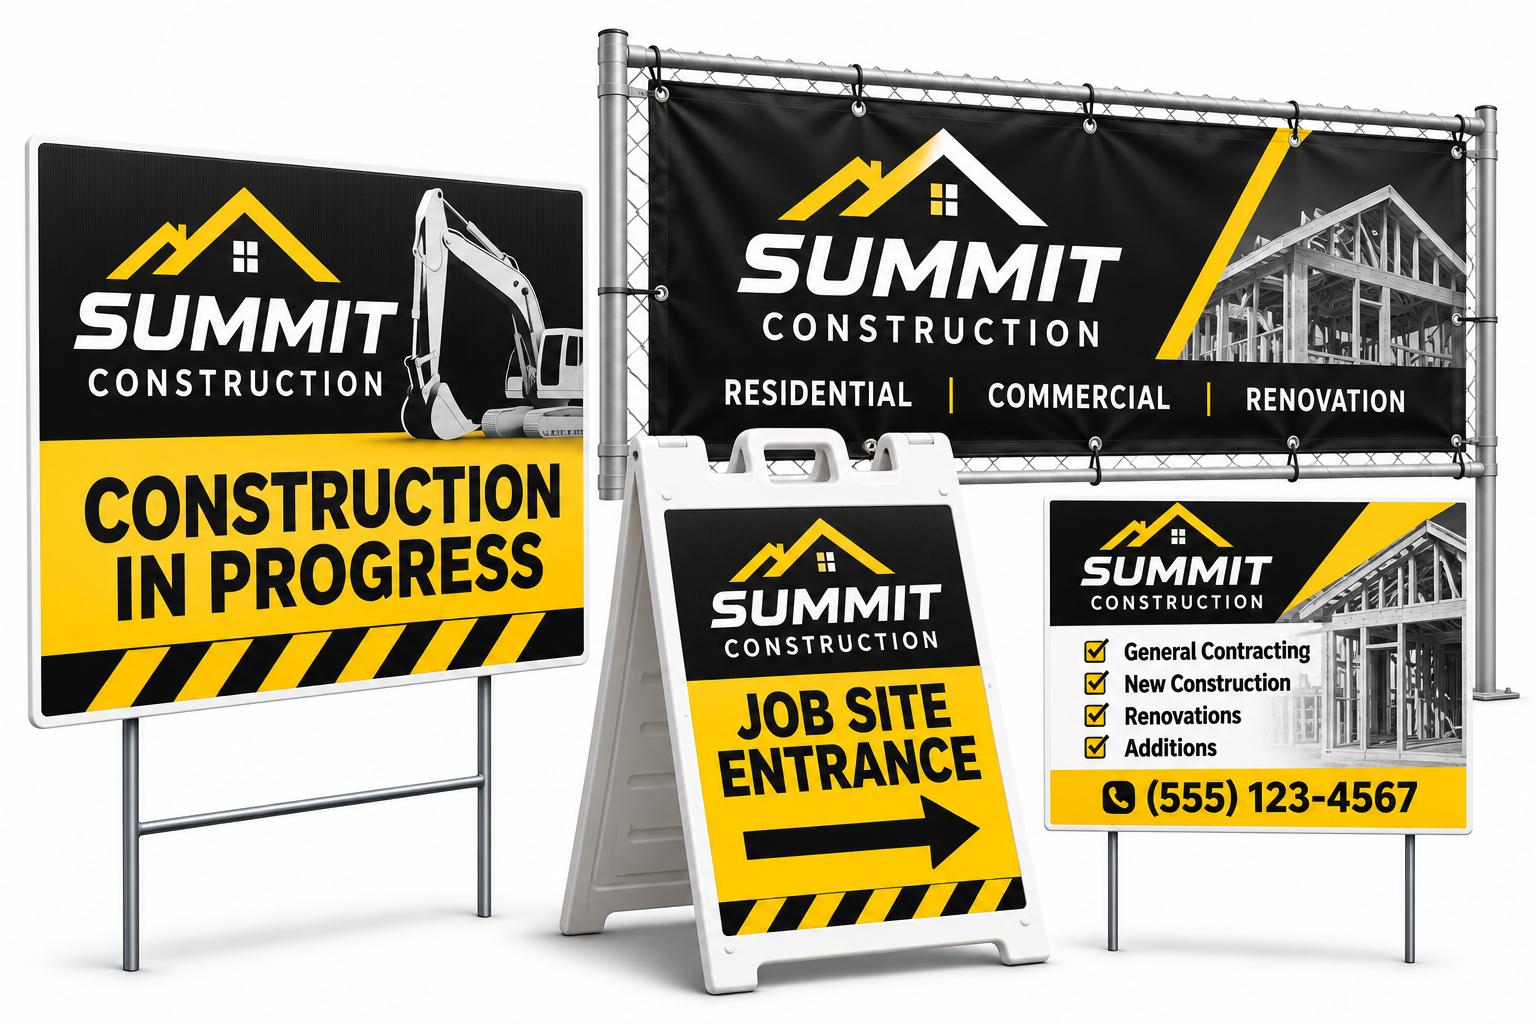 SUMMIT
CONSTRUCTION
CONSTRUCTION
IN PROGRESS
SUMMIT
CONSTRUCTION
RESIDENTIAL | COMMERCIAL | RENOVATION
SUMMIT
CONSTRUCTION
JOB SITE
ENTRANCE
SUMMIT
CONSTRUCTION
General Contracting
New Construction
Renovations
Additions
(555) 123-4567